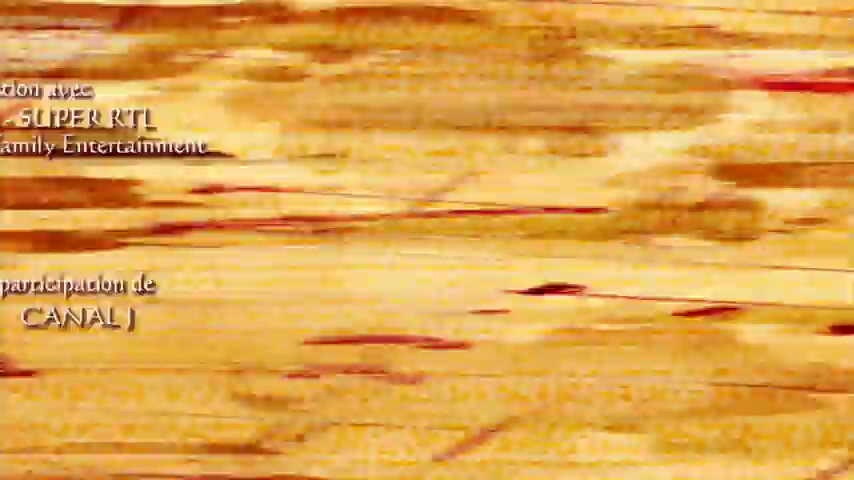 tion avec
- SUPER RTL
amily Entertainment
participation de
CANAL J